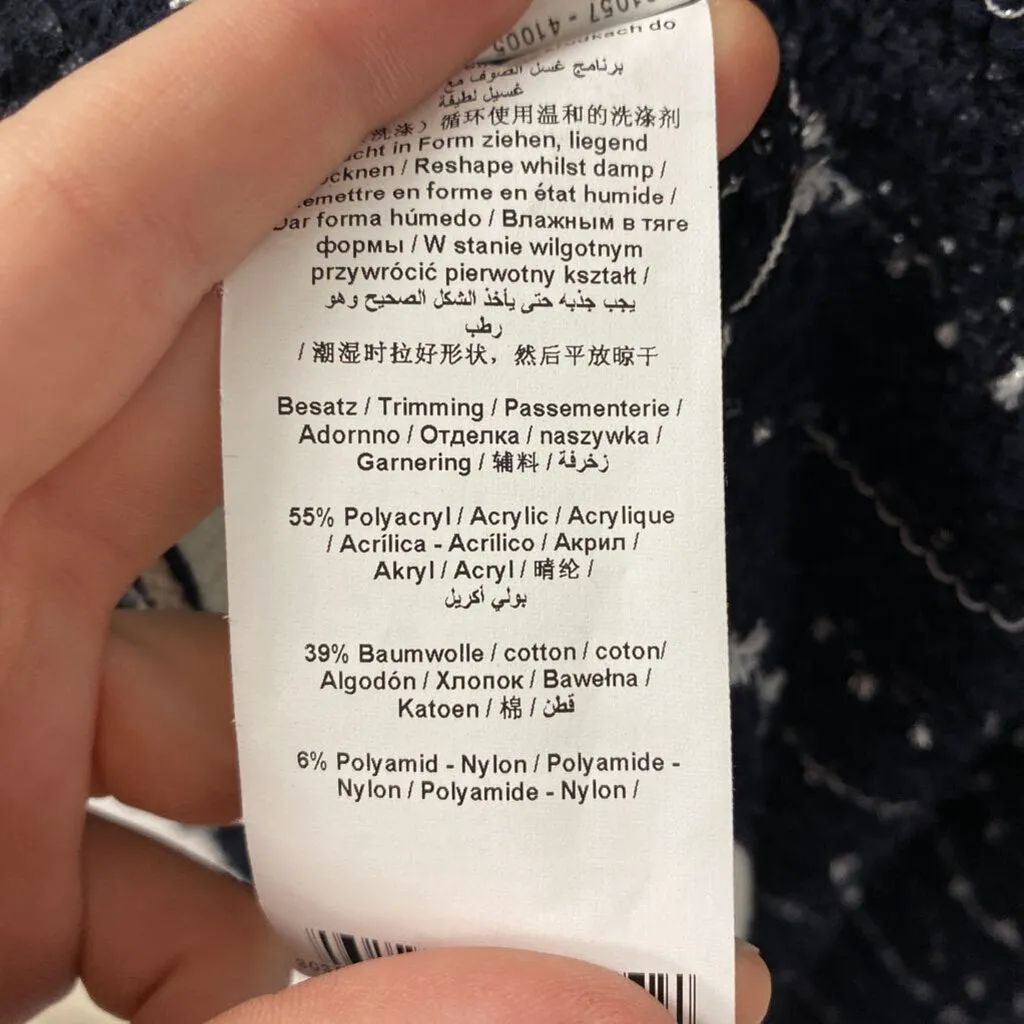 41057 - 41005
do
برنامج غسل الصوف مع
غسيل لطيفة
洗涤）循环使用温和的洗涤剂
in Form ziehen, liegend
/ Reshape whilst damp /
en forme en état humide /
Dar forma húmedo / Влажным в тяге
формы / W stanie wilgotnym
przywrócić pierwotny kształt /
يجب جذبه حتى يأخذ الشكل الصحيح وهو
رطب
/ 潮湿时拉好形状，然后平放晾干
Besatz / Trimming / Passementerie /
Adornno / Отделка / naszywka /
Garnering / 辅料 / زخرفة
55% Polyacryl / Acrylic / Acrylique
/ Acrílica - Acrílico / Акрил /
Akryl / Acryl / 晴纶 /
بولي أكريل
39% Baumwolle / cotton / coton/
Algodón / Хлопок / Bawełna /
Katoen / 棉 / قطن
6% Polyamid - Nylon / Polyamide -
Nylon / Polyamide - Nylon /